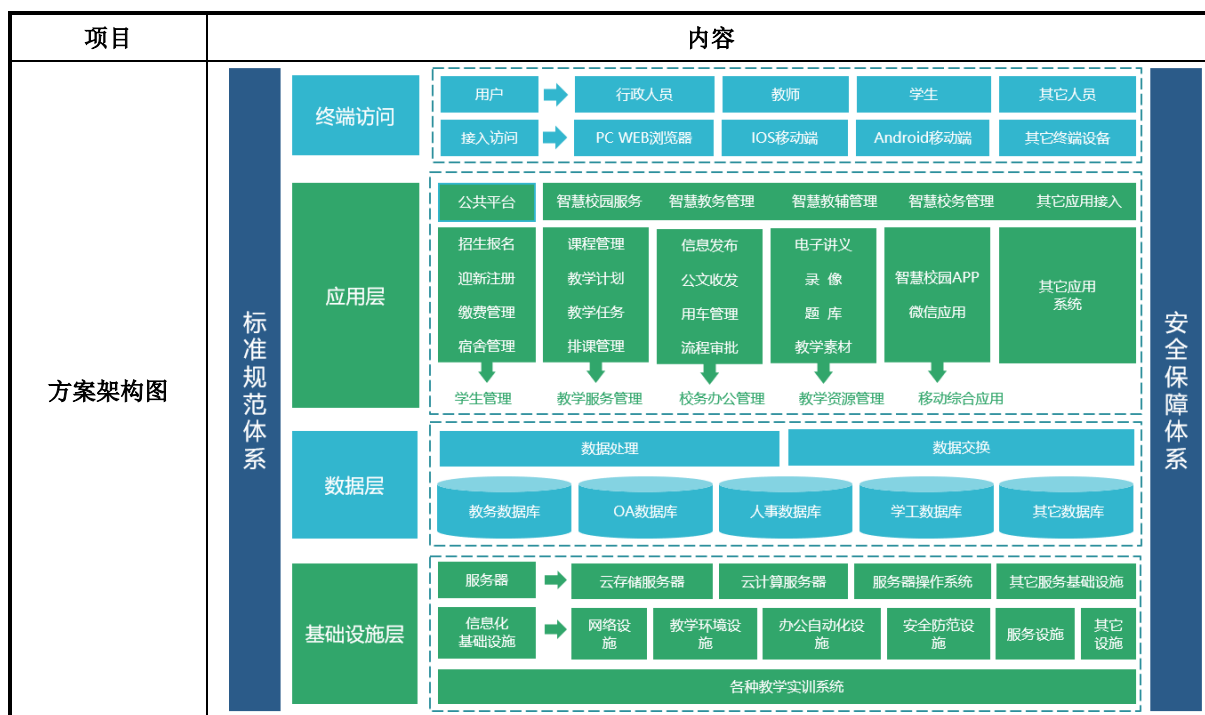 项目
内容
方案架构图
标准规范体系
终端访问
用户
行政人员
教师
学生
其它人员
接入访问
PC WEB浏览器
IOS移动端
Android移动端
其它终端设备
应用层
公共平台
智慧校园服务
智慧教务管理
智慧教辅管理
智慧校务管理
其它应用接入
招生报名
迎新注册
缴费管理
宿舍管理
学生管理
课程管理
教学计划
教学任务
排课管理
教学服务管理
信息发布
公文收发
用车管理
流程审批
校务办公管理
电子讲义
录 像
题 库
教学素材
教学资源管理
智慧校园APP
微信应用
移动综合应用
其它应用
系统
数据层
数据处理
数据交换
教务数据库
OA数据库
人事数据库
学工数据库
其它数据库
基础设施层
服务器
云存储服务器
云计算服务器
服务器操作系统
其它服务基础设施
信息化
基础设施
网络设
施
教学环境设
施
办公自动化设
施
安全防范设
施
服务设施
其它
设施
各种教学实训系统
安全保障体系